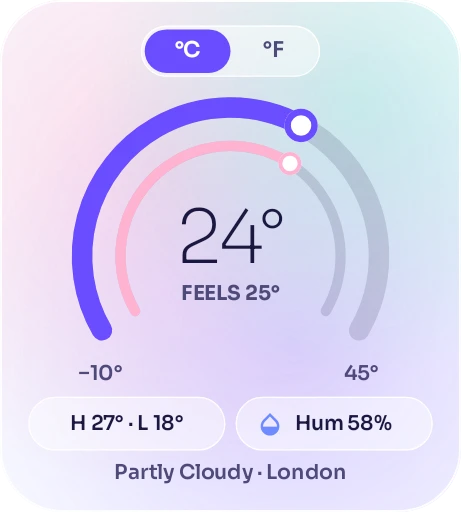 °C °F
24°
FEELS 25°
−10° 45°
H 27° · L 18° Hum 58%
Partly Cloudy · London